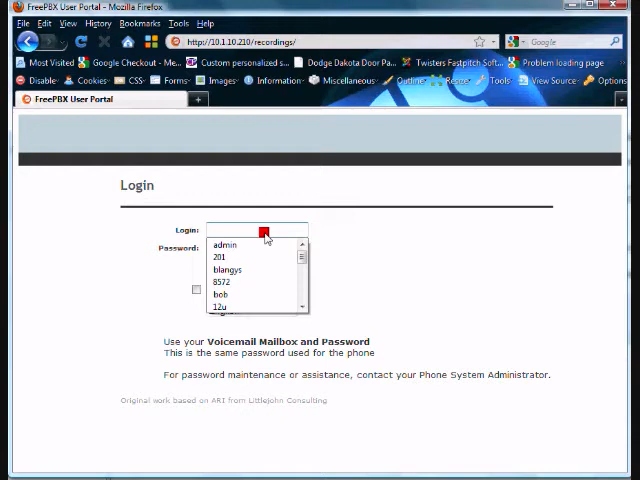 FreePBX User Portal - Mozilla Firefox
File Edit View History Bookmarks Tools Help
http://10.1.10.210/recordings/ Google
Most Visited Google Checkout - Me... Custom personalized s... Dodge Dakota Door Pa... Twisters Fastpitch Soft... Problem loading page
Disable Cookies CSS Forms Images Information Miscellaneous Outline Resize Tools View Source Options
FreePBX User Portal
Login
Login:
admin
Password:
201
blangys
8572
bob
12u
Use your Voicemail Mailbox and Password
This is the same password used for the phone
For password maintenance or assistance, contact your Phone System Administrator.
Original work based on ARI from Littlejohn Consulting